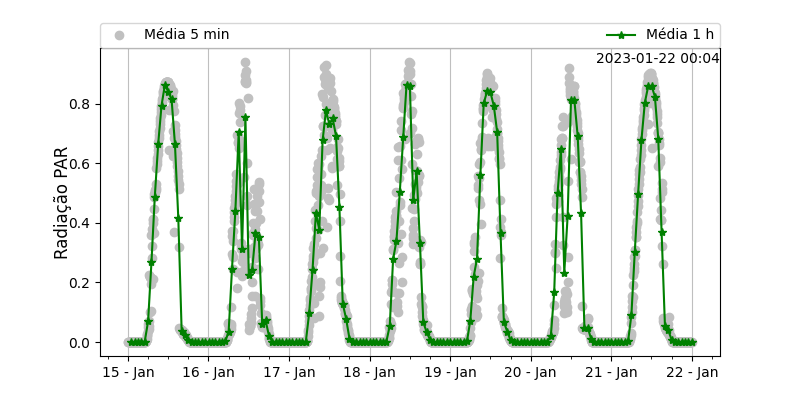 Média 5 min
Média 1 h
2023-01-22 00:04
Radiação PAR
0.8
0.6
0.4
0.2
0.0
15 - Jan
16 - Jan
17 - Jan
18 - Jan
19 - Jan
20 - Jan
21 - Jan
22 - Jan